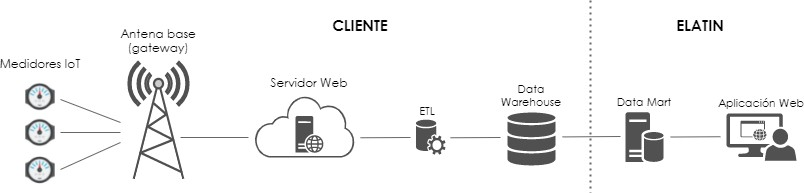 CLIENTE
ELATIN
Antena base
(gateway)
Medidores IoT
Servidor Web
ETL
Data
Warehouse
Data Mart
Aplicación Web